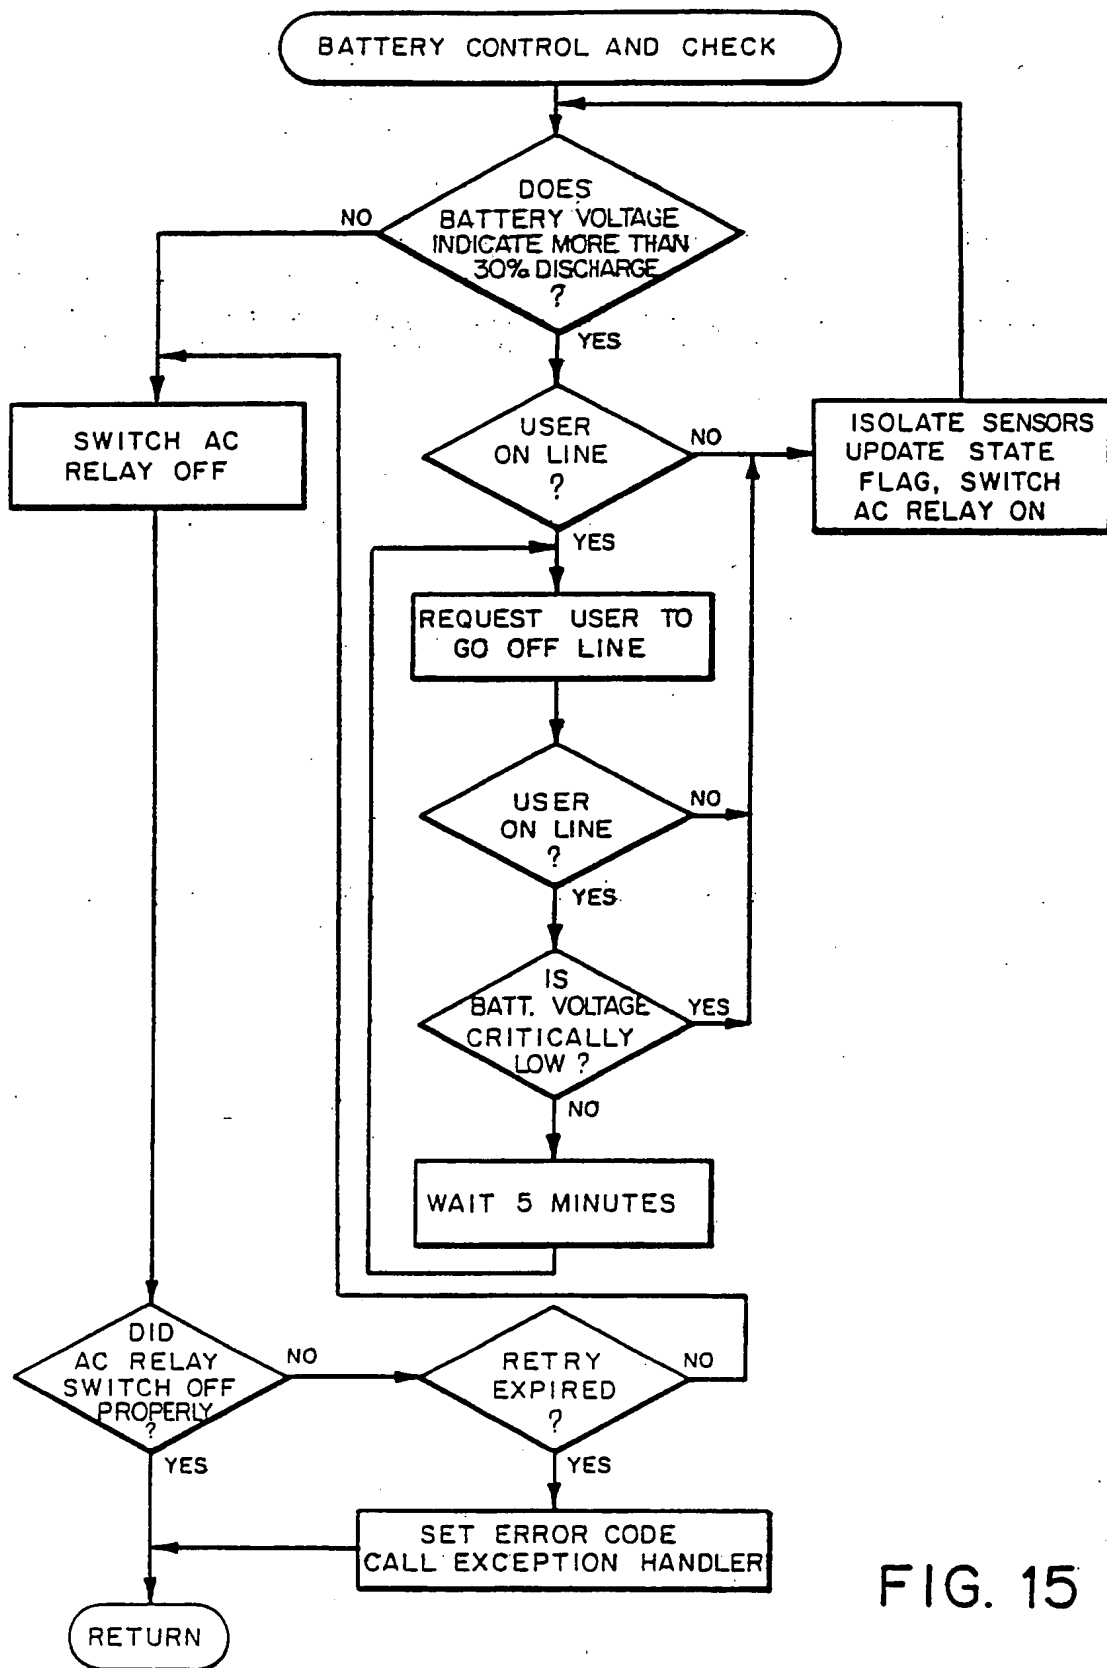 BATTERY CONTROL AND CHECK
DOES
BATTERY VOLTAGE
INDICATE MORE THAN
30% DISCHARGE
?
NO
YES
SWITCH AC
RELAY OFF
USER
ON LINE
?
NO
YES
ISOLATE SENSORS
UPDATE STATE
FLAG, SWITCH
AC RELAY ON
REQUEST USER TO
GO OFF LINE
USER
ON LINE
?
NO
YES
IS
BATT. VOLTAGE
CRITICALLY
LOW ?
YES
NO
WAIT 5 MINUTES
DID
AC RELAY
SWITCH OFF
PROPERLY
?
NO
YES
RETRY
EXPIRED
?
NO
YES
SET ERROR CODE
CALL EXCEPTION HANDLER
RETURN
FIG. 15